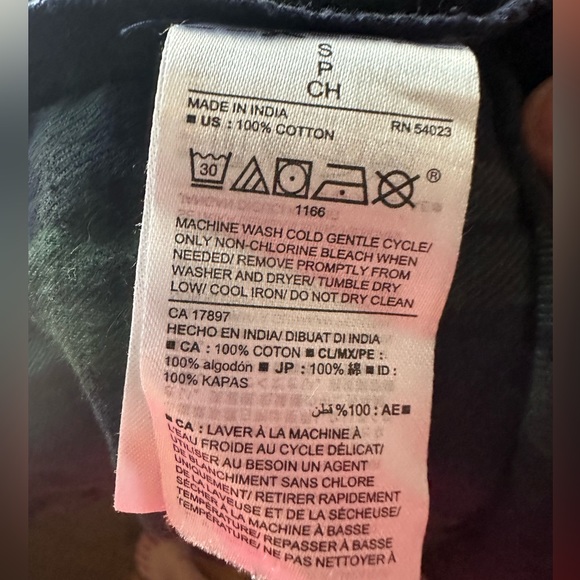 S
P
CH
MADE IN INDIA RN 54023
■ US : 100% COTTON
30
®
1166
MACHINE WASH COLD GENTLE CYCLE/
ONLY NON-CHLORINE BLEACH WHEN
NEEDED/ REMOVE PROMPTLY FROM
WASHER AND DRYER/ TUMBLE DRY
LOW/ COOL IRON/ DO NOT DRY CLEAN
CA 17897
HECHO EN INDIA/ DIBUAT DI INDIA
■ CA : 100% COTON ■ CL/MX/PE :
100% algodón ■ JP : 100% 綿 ■ ID :
100% KAPAS
■AE : 100% قطن
■ CA : LAVER À LA MACHINE À
L'EAU FROIDE AU CYCLE DÉLICAT/
UTILISER AU BESOIN UN AGENT
DE BLANCHIMENT SANS CHLORE
UNIQUEMENT/ RETIRER RAPIDEMENT
DE LA LAVEUSE ET DE LA SÉCHEUSE/
SÉCHER À LA MACHINE À BASSE
TEMPÉRATURE/ REPASSER À BASSE
TEMPÉRATURE/ NE PAS NETTOYER À